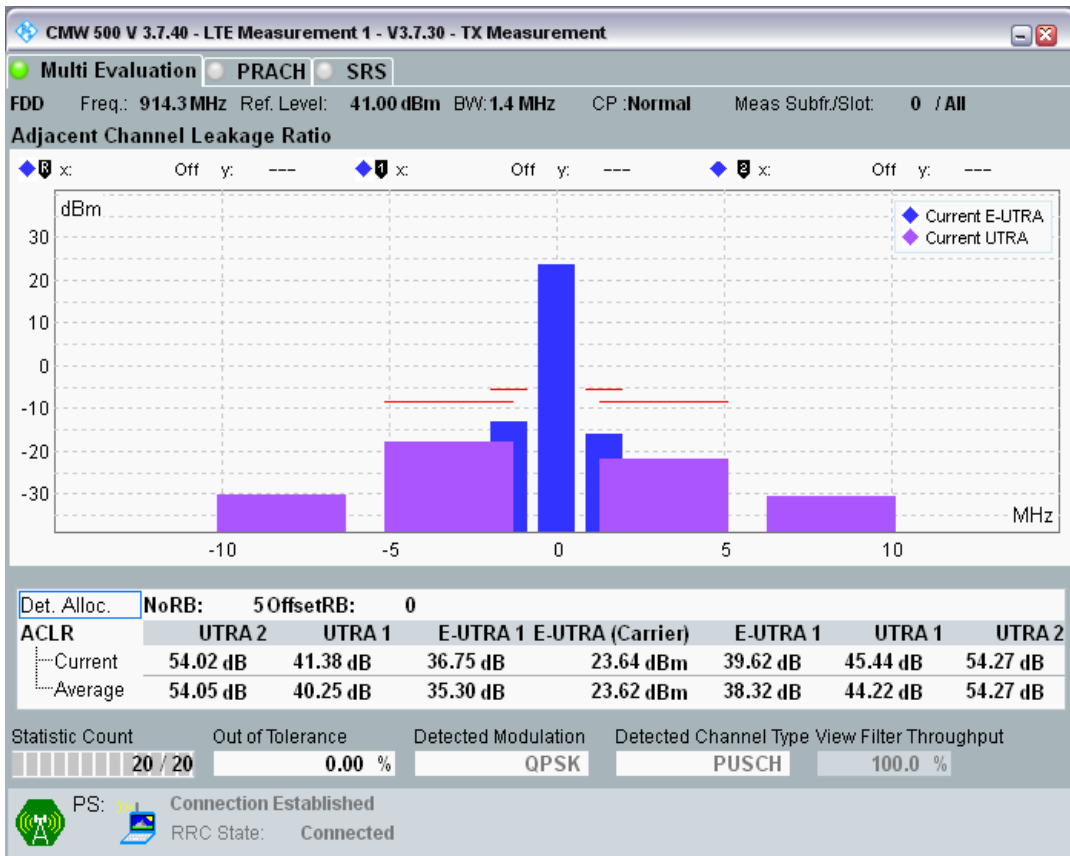 CMW 500 V 3.7.40 - LTE Measurement 1 - V3.7.30 - TX Measurement
Multi Evaluation PRACH SRS
FDD Freq.: 914.3 MHz Ref. Level: 41.00 dBm BW: 1.4 MHz CP :Normal Meas Subfr./Slot: 0 / All
Adjacent Channel Leakage Ratio
R x: Off y: --- 1 x: Off y: --- 2 x: Off y: ---
dBm
Current E-UTRA
Current UTRA
30
20
10
0
-10
-20
-30
MHz
-10 -5 0 5 10
Det. Alloc. NoRB: 5 OffsetRB: 0
ACLR UTRA 2 UTRA 1 E-UTRA 1 E-UTRA (Carrier) E-UTRA 1 UTRA 1 UTRA 2
Current 54.02 dB 41.38 dB 36.75 dB 23.64 dBm 39.62 dB 45.44 dB 54.27 dB
Average 54.05 dB 40.25 dB 35.30 dB 23.62 dBm 38.32 dB 44.22 dB 54.27 dB
Statistic Count Out of Tolerance Detected Modulation Detected Channel Type View Filter Throughput
20 / 20 0.00 % QPSK PUSCH 100.0 %
PS: Connection Established
RRC State: Connected